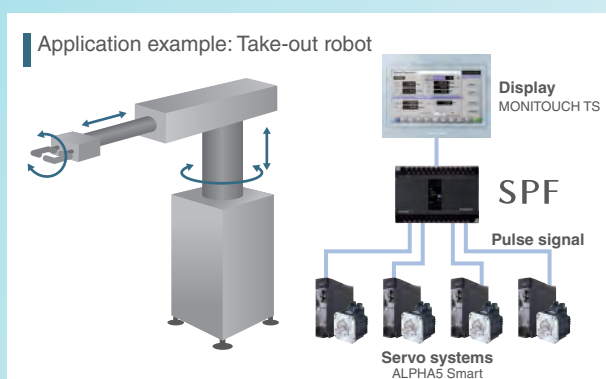 Application example: Take-out robot
Display
MONITOUCH TS
SPF
Pulse signal
Servo systems
ALPHA5 Smart